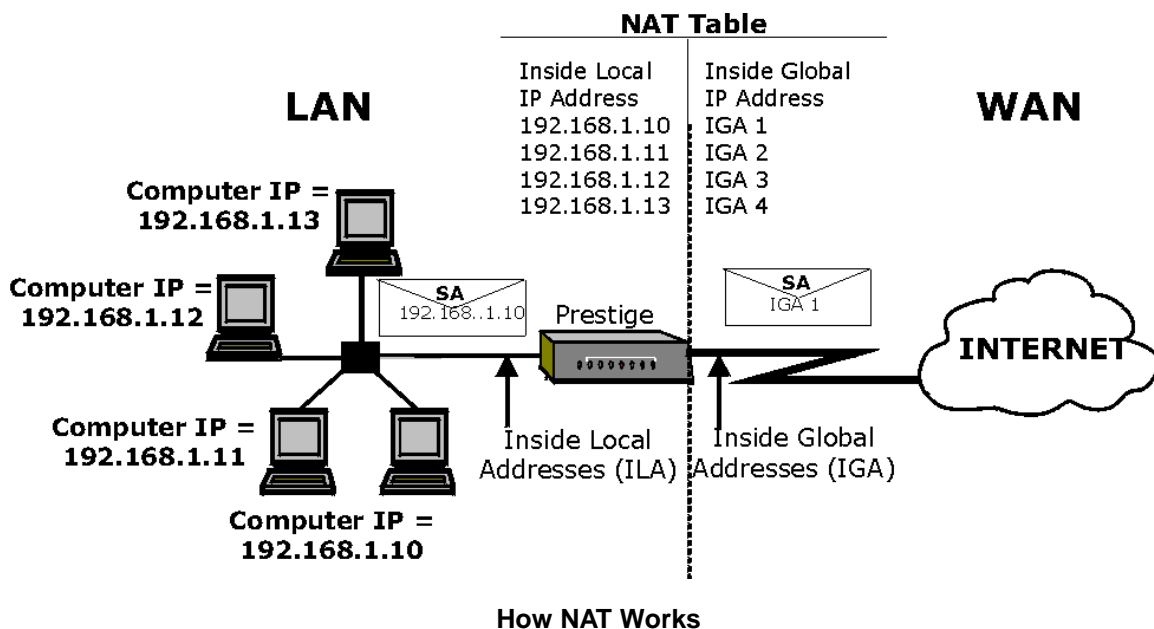 NAT Table
Inside Local
IP Address
192.168.1.10
192.168.1.11
192.168.1.12
192.168.1.13
Inside Global
IP Address
IGA 1
IGA 2
IGA 3
IGA 4
LAN
WAN
Computer IP =
192.168.1.13
Computer IP =
192.168.1.12
Computer IP =
192.168.1.11
Computer IP =
192.168.1.10
SA
192.168..1.10
Prestige
SA
IGA 1
INTERNET
Inside Local
Addresses (ILA)
Inside Global
Addresses (IGA)
How NAT Works